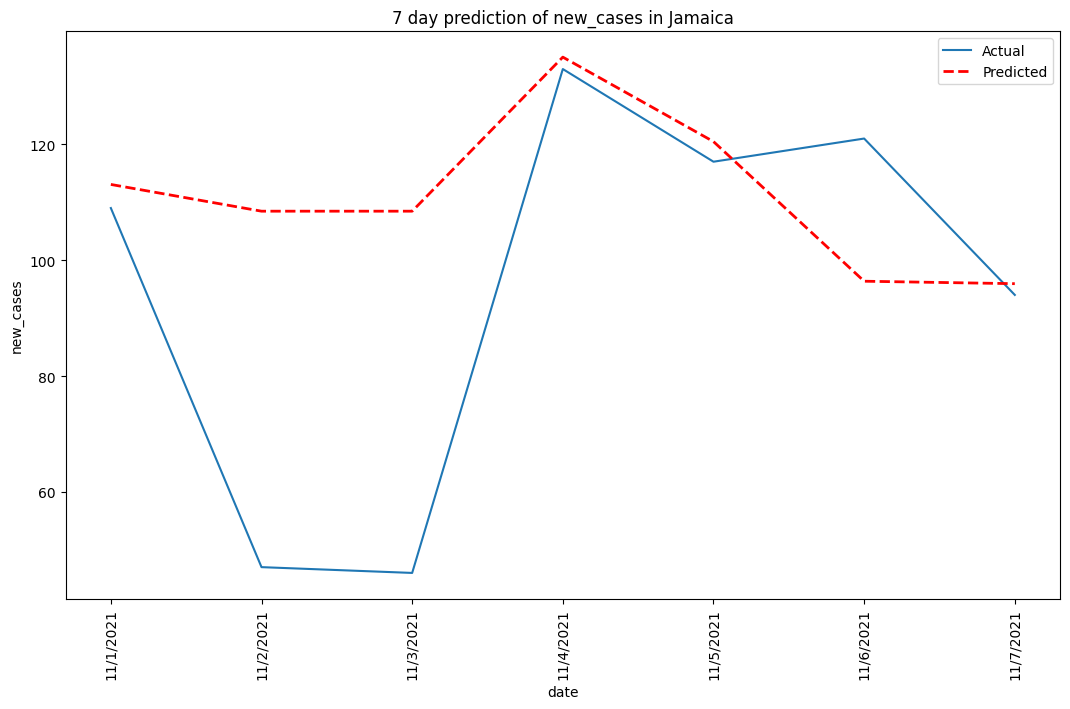 7 day prediction of new_cases in Jamaica
Actual
Predicted
new_cases
120
100
80
60
11/1/2021
11/2/2021
11/3/2021
11/4/2021
11/5/2021
11/6/2021
11/7/2021
date